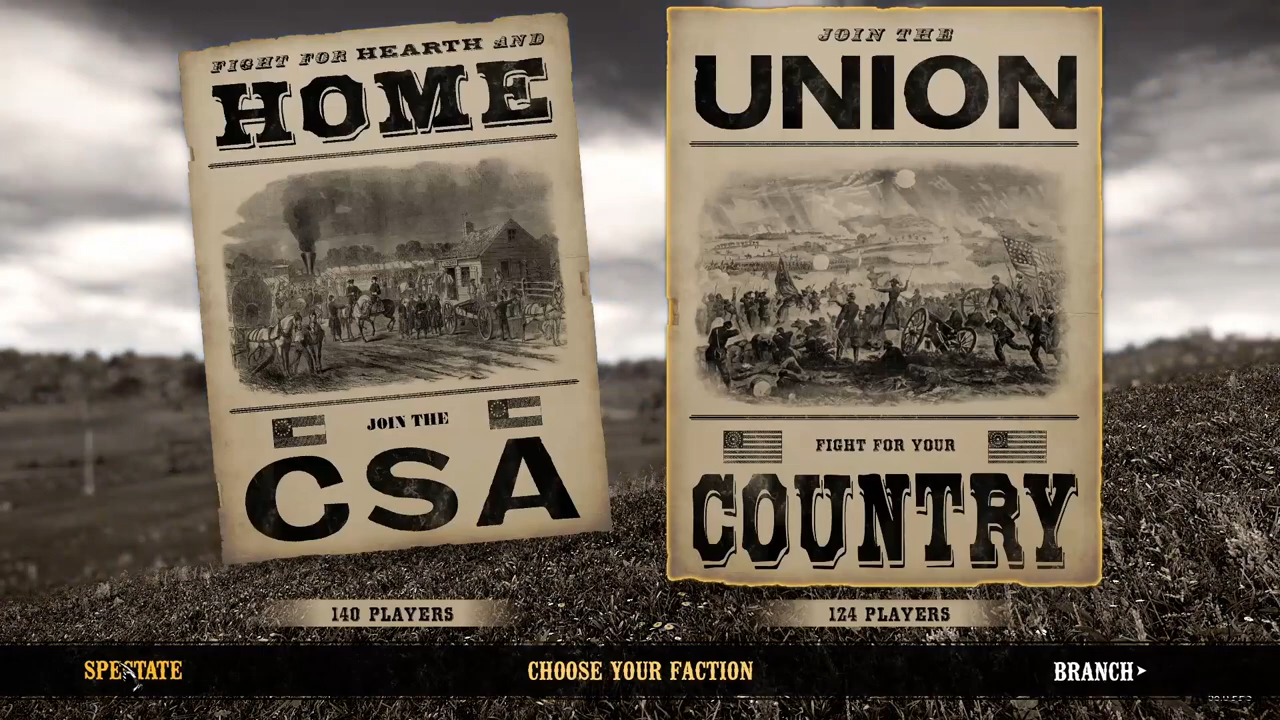 FIGHT FOR HEARTH AND
HOME
JOIN THE
CSA
140 PLAYERS
JOIN THE
UNION
FIGHT FOR YOUR
COUNTRY
124 PLAYERS
SPECTATE
CHOOSE YOUR FACTION
BRANCH